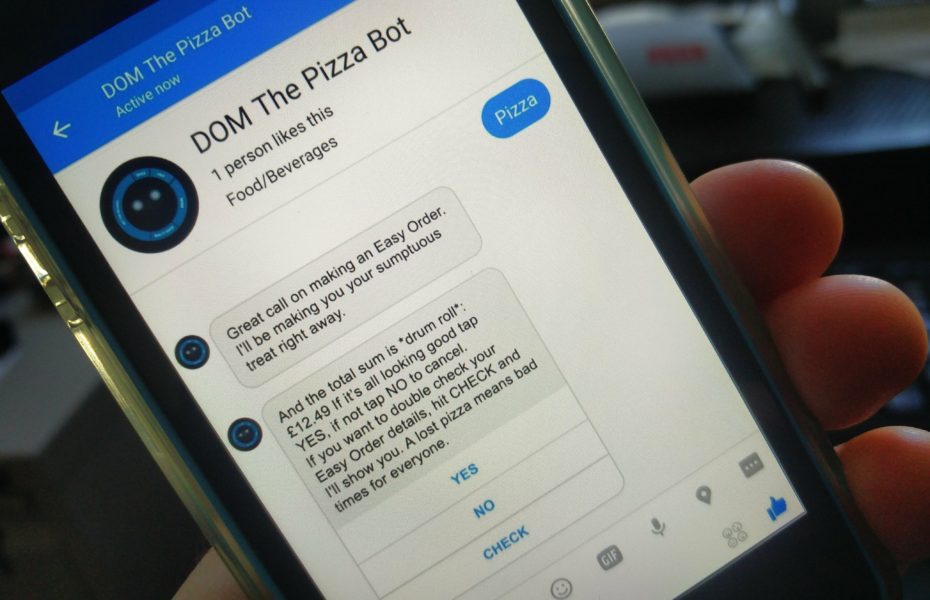 DOM The Pizza Bot
Active now
DOM The Pizza Bot
1 person likes this
Food/Beverages
Pizza
Great call on making an Easy Order.
I'll be making you your sumptuous
treat right away.
And the total sum is *drum roll*:
£12.49 If it's all looking good tap
YES, if not tap NO to cancel.
If you want to double check your
Easy Order details, hit CHECK and
I'll show you. A lost pizza means bad
times for everyone.
YES
NO
CHECK
GIF